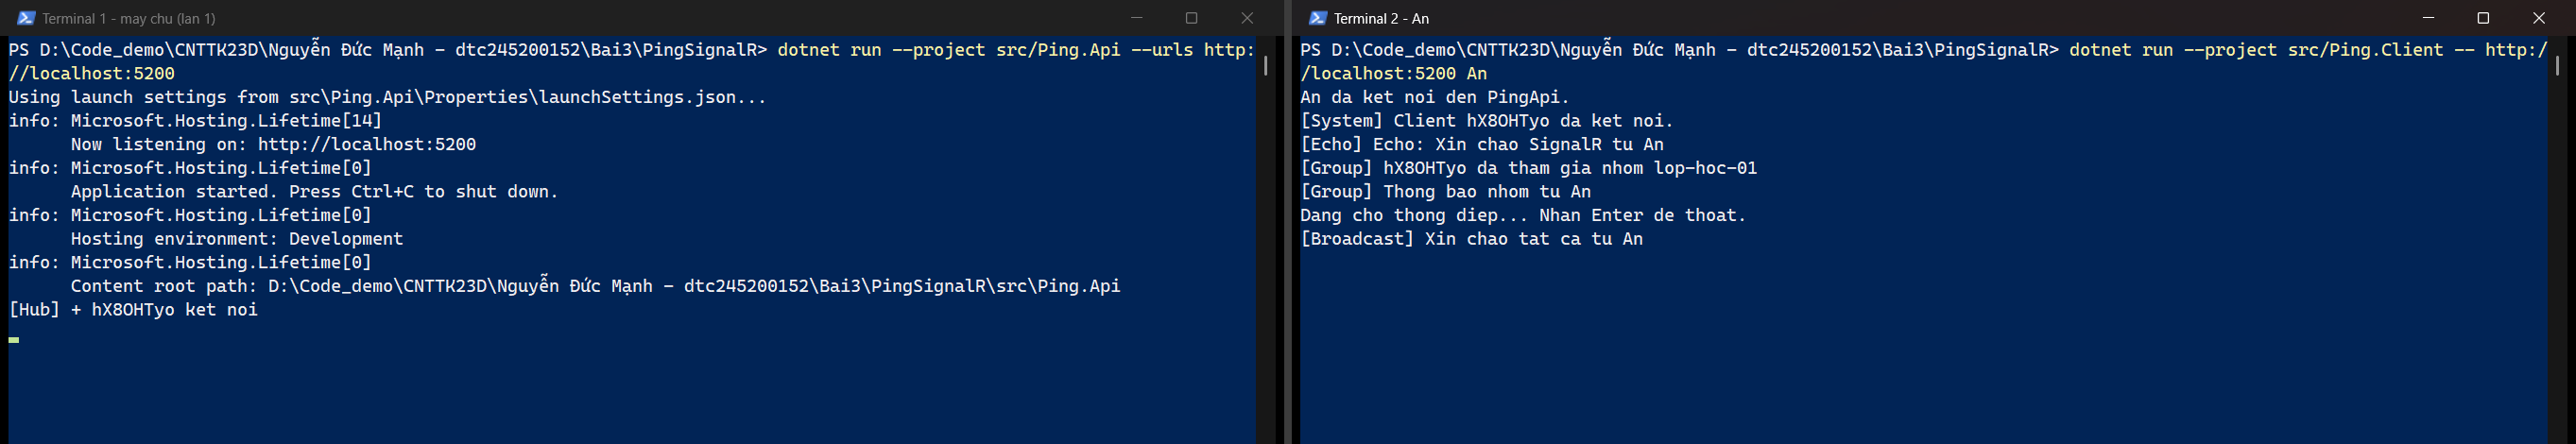 Terminal 1 - may chu (lan 1)
PS D:\Code_demo\CNTTK23D\Nguyễn Đức Mạnh - dtc245200152\Bai3\PingSignalR> dotnet run --project src/Ping.Api --urls http:
//localhost:5200
Using launch settings from src\Ping.Api\Properties\launchSettings.json...
info: Microsoft.Hosting.Lifetime[14]
Now listening on: http://localhost:5200
info: Microsoft.Hosting.Lifetime[0]
Application started. Press Ctrl+C to shut down.
info: Microsoft.Hosting.Lifetime[0]
Hosting environment: Development
info: Microsoft.Hosting.Lifetime[0]
Content root path: D:\Code_demo\CNTTK23D\Nguyễn Đức Mạnh - dtc245200152\Bai3\PingSignalR\src\Ping.Api
[Hub] + hX8OHTyo ket noi
Terminal 2 - An
PS D:\Code_demo\CNTTK23D\Nguyễn Đức Mạnh - dtc245200152\Bai3\PingSignalR> dotnet run --project src/Ping.Client -- http:/
/localhost:5200 An
An da ket noi den PingApi.
[System] Client hX8OHTyo da ket noi.
[Echo] Echo: Xin chao SignalR tu An
[Group] hX8OHTyo da tham gia nhom lop-hoc-01
[Group] Thong bao nhom tu An
Dang cho thong diep... Nhan Enter de thoat.
[Broadcast] Xin chao tat ca tu An